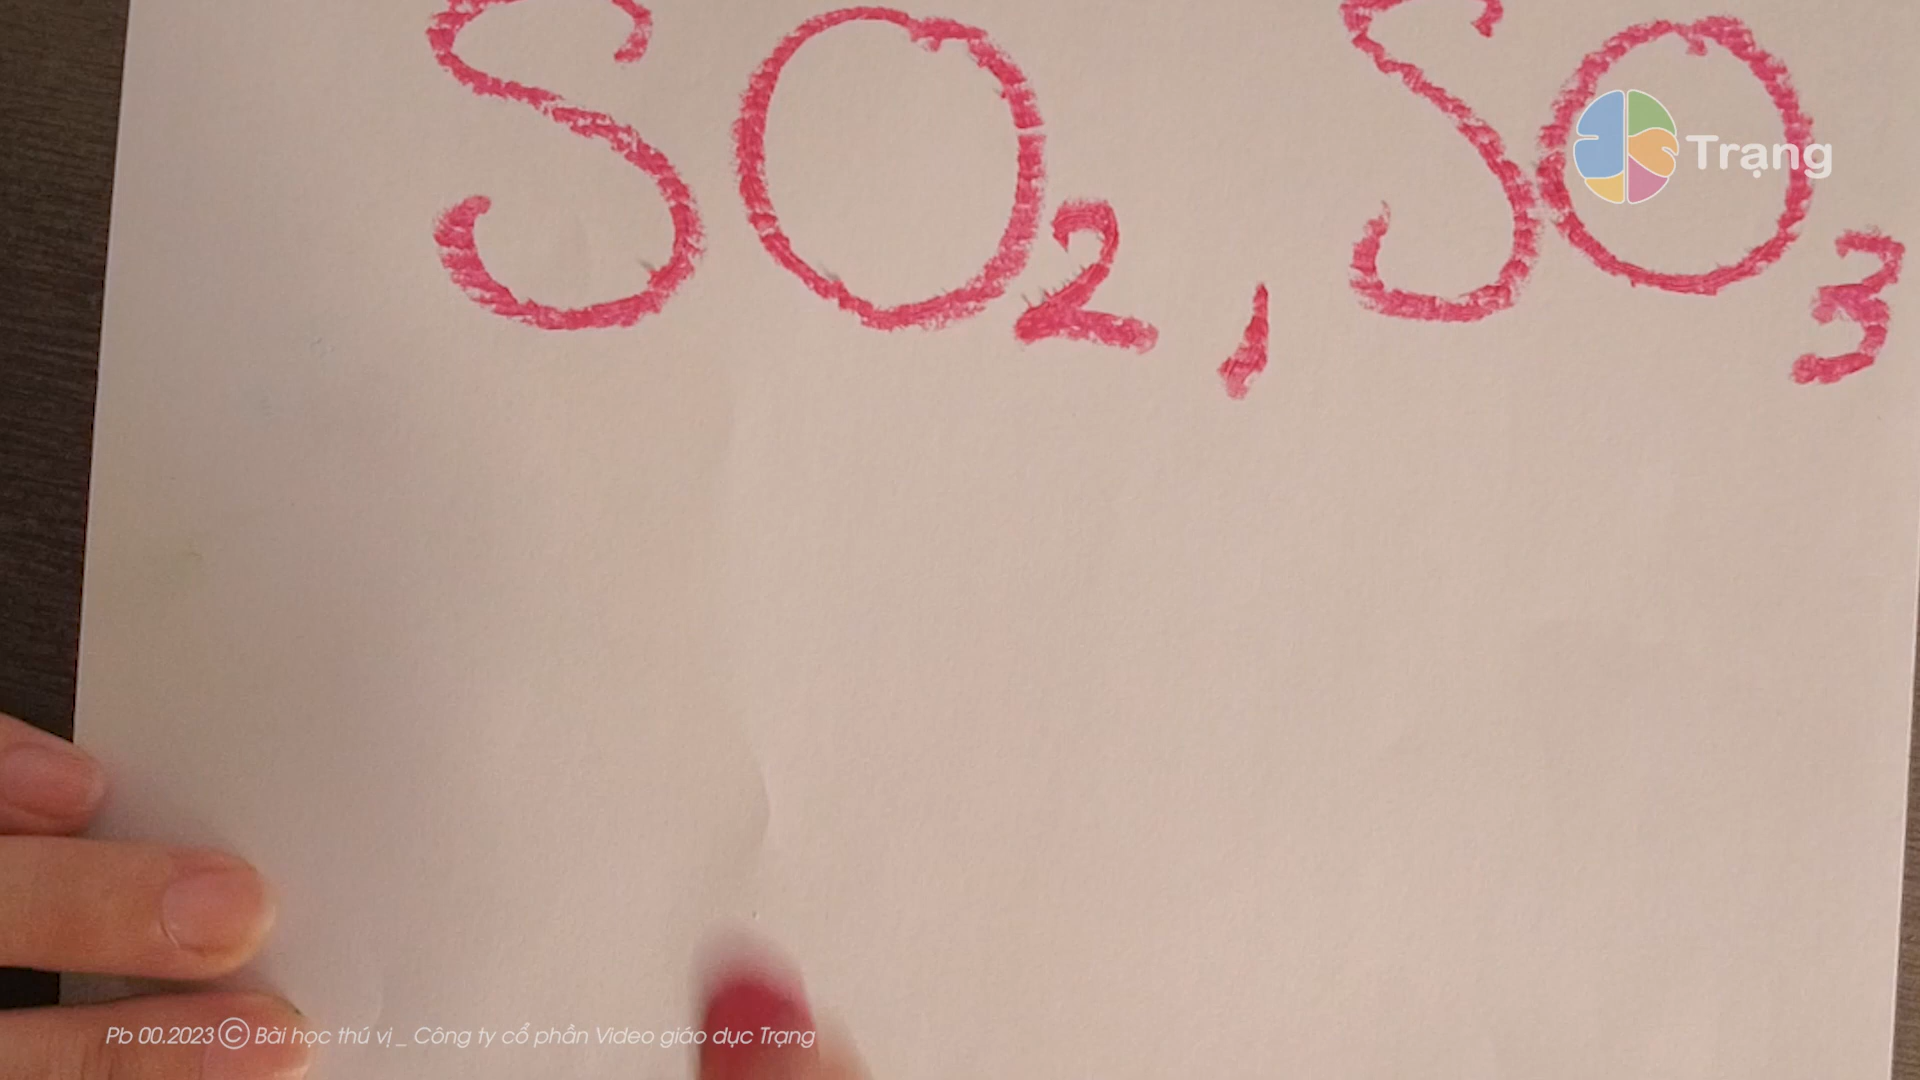 SO₂, SO₃
Trạng
Pb 00.2023 © Bài học thú vị _ Công ty cổ phần Video giáo dục Trạng